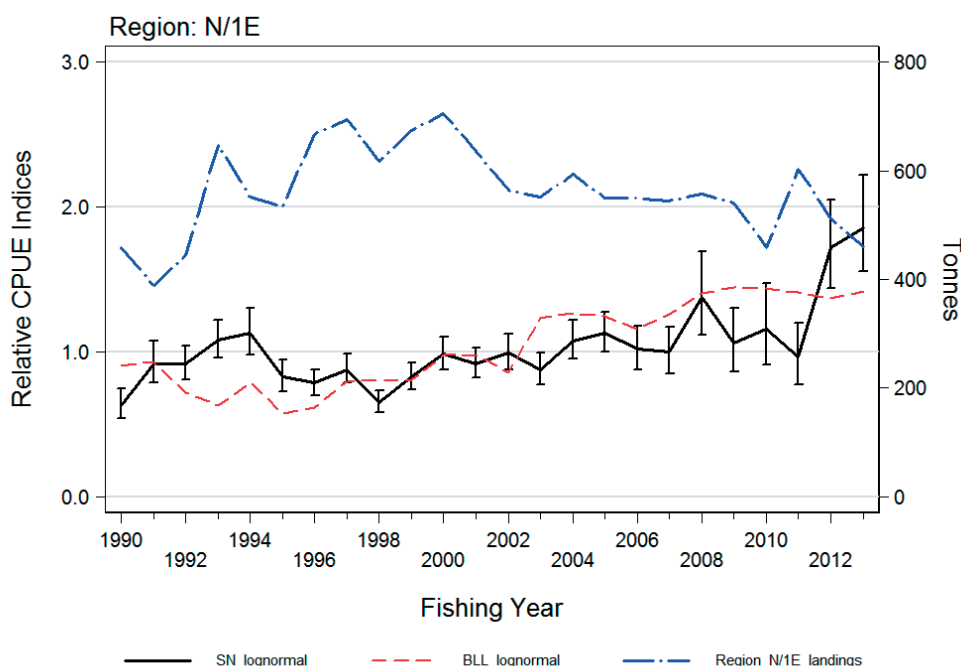 Region: N/1E
3.0
2.0
1.0
0.0
Relative CPUE Indices
800
600
400
200
0
Tonnes
1990 1994 1996 1998 2000 2002 2004 2006 2008 2010 2012
1992
Fishing Year
SN_lognormal BLL_lognormal Region_N/1E_landings